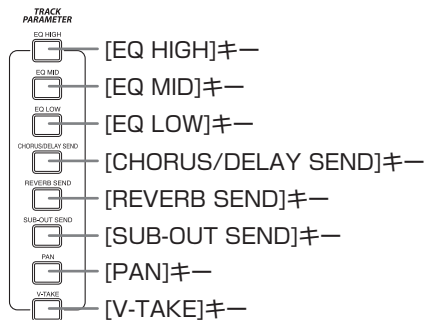 TRACK
PARAMETER
EQ HIGH
[EQ HIGH]キー
EQ MID
[EQ MID]キー
EQ LOW
[EQ LOW]キー
CHORUS/DELAY SEND
[CHORUS/DELAY SEND]キー
REVERB SEND
[REVERB SEND]キー
SUB-OUT SEND
[SUB-OUT SEND]キー
PAN
[PAN]キー
V-TAKE
[V-TAKE]キー